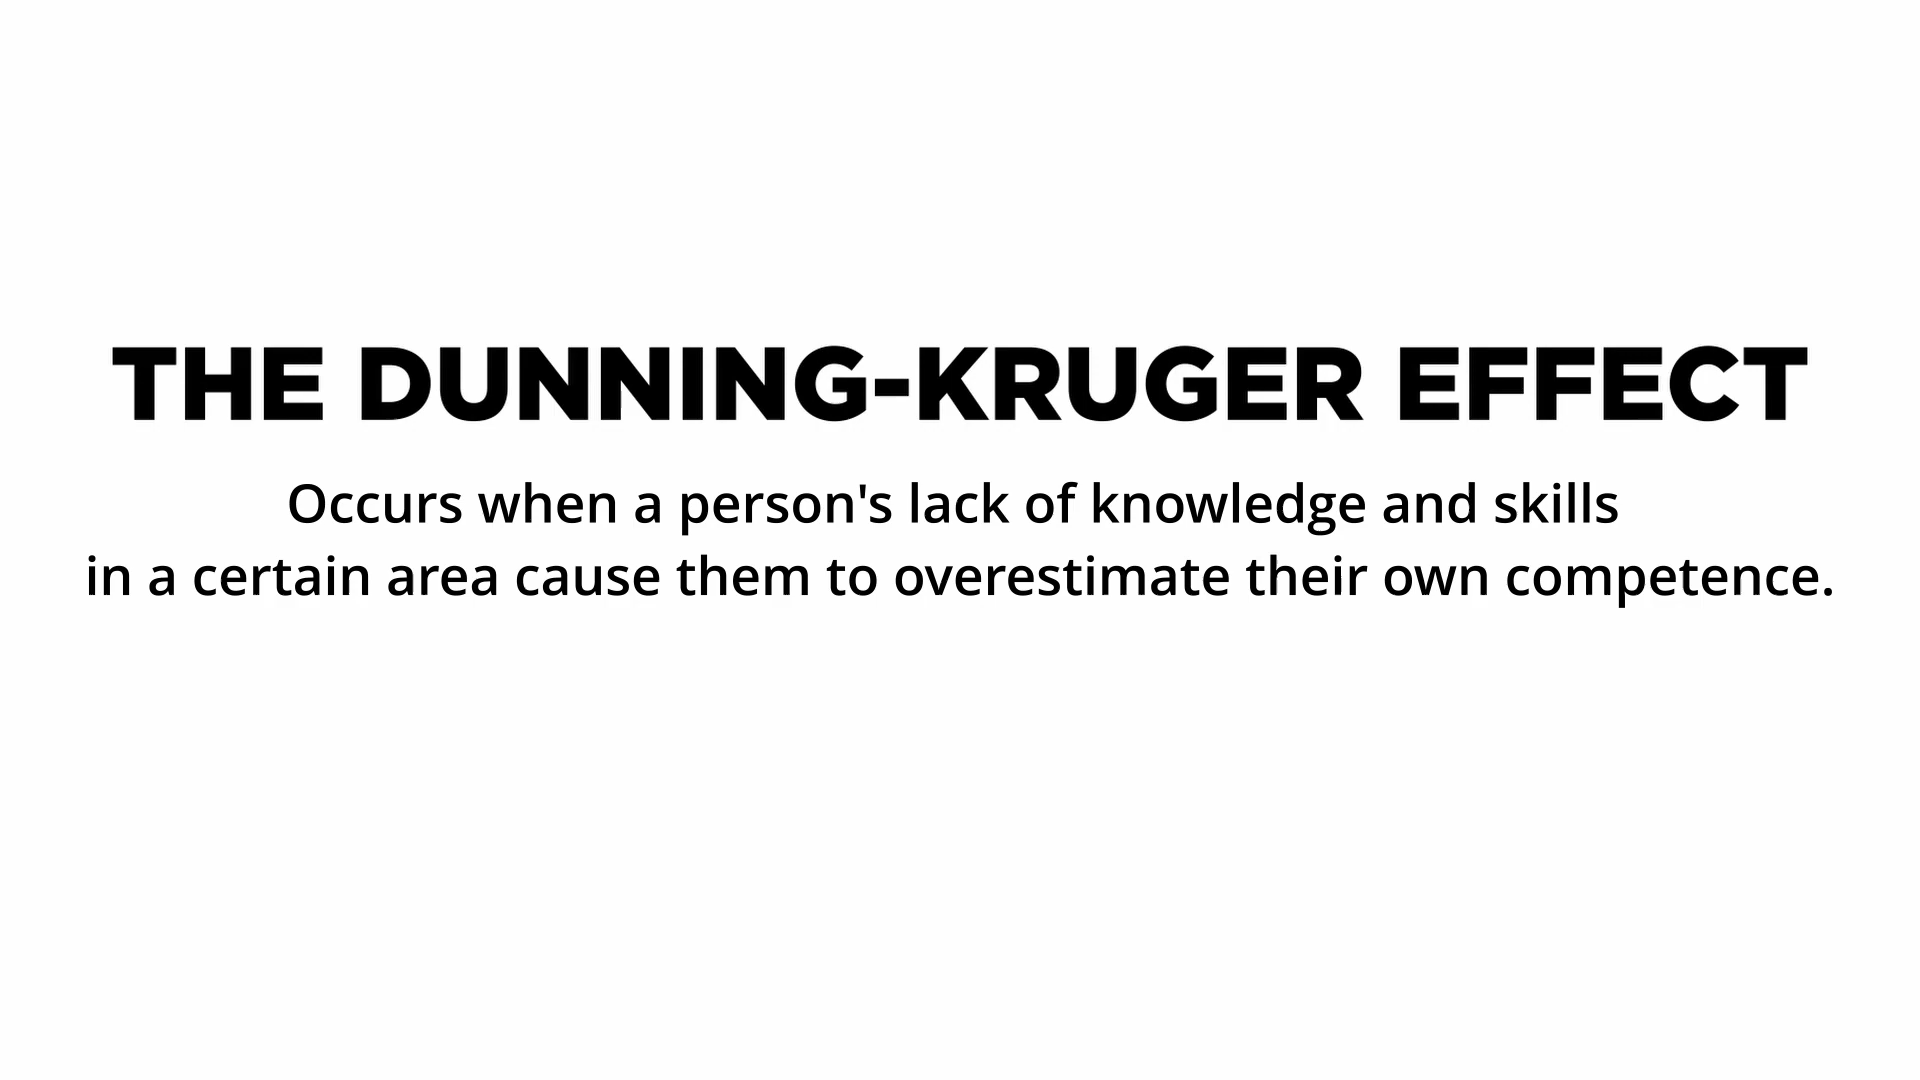 THE DUNNING-KRUGER EFFECT
Occurs when a person's lack of knowledge and skills
in a certain area cause them to overestimate their own competence.